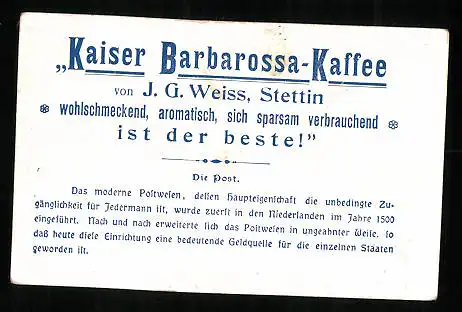 „Kaiser Barbarossa-Kaffee
von J. G. Weiss, Stettin
wohlschmeckend, aromatisch, sich sparsam verbrauchend
ist der beste!"
Die Post.
Das moderne Postwesen, dessen Haupteigenschaft die unbedingte Zu-
gänglichkeit für Jedermann ist, wurde zuerst in den Niederlanden im Jahre 1500
eingeführt. Nach und nach erweiterte sich das Postwesen in ungeahnter Weise, so
daß heute diese Einrichtung eine bedeutende Geldquelle für die einzelnen Staaten
geworden ist.